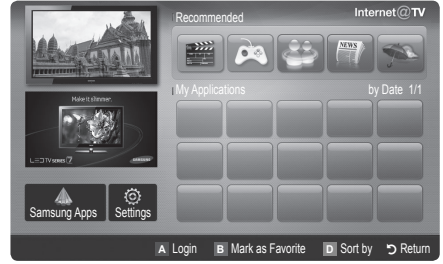 Internet@TV
Recommended
NEWS
My Applications by Date 1/1
Make it slimmer.
LED TV SERIES 7 SAMSUNG
Samsung Apps Settings
A Login B Mark as Favorite D Sort by Return